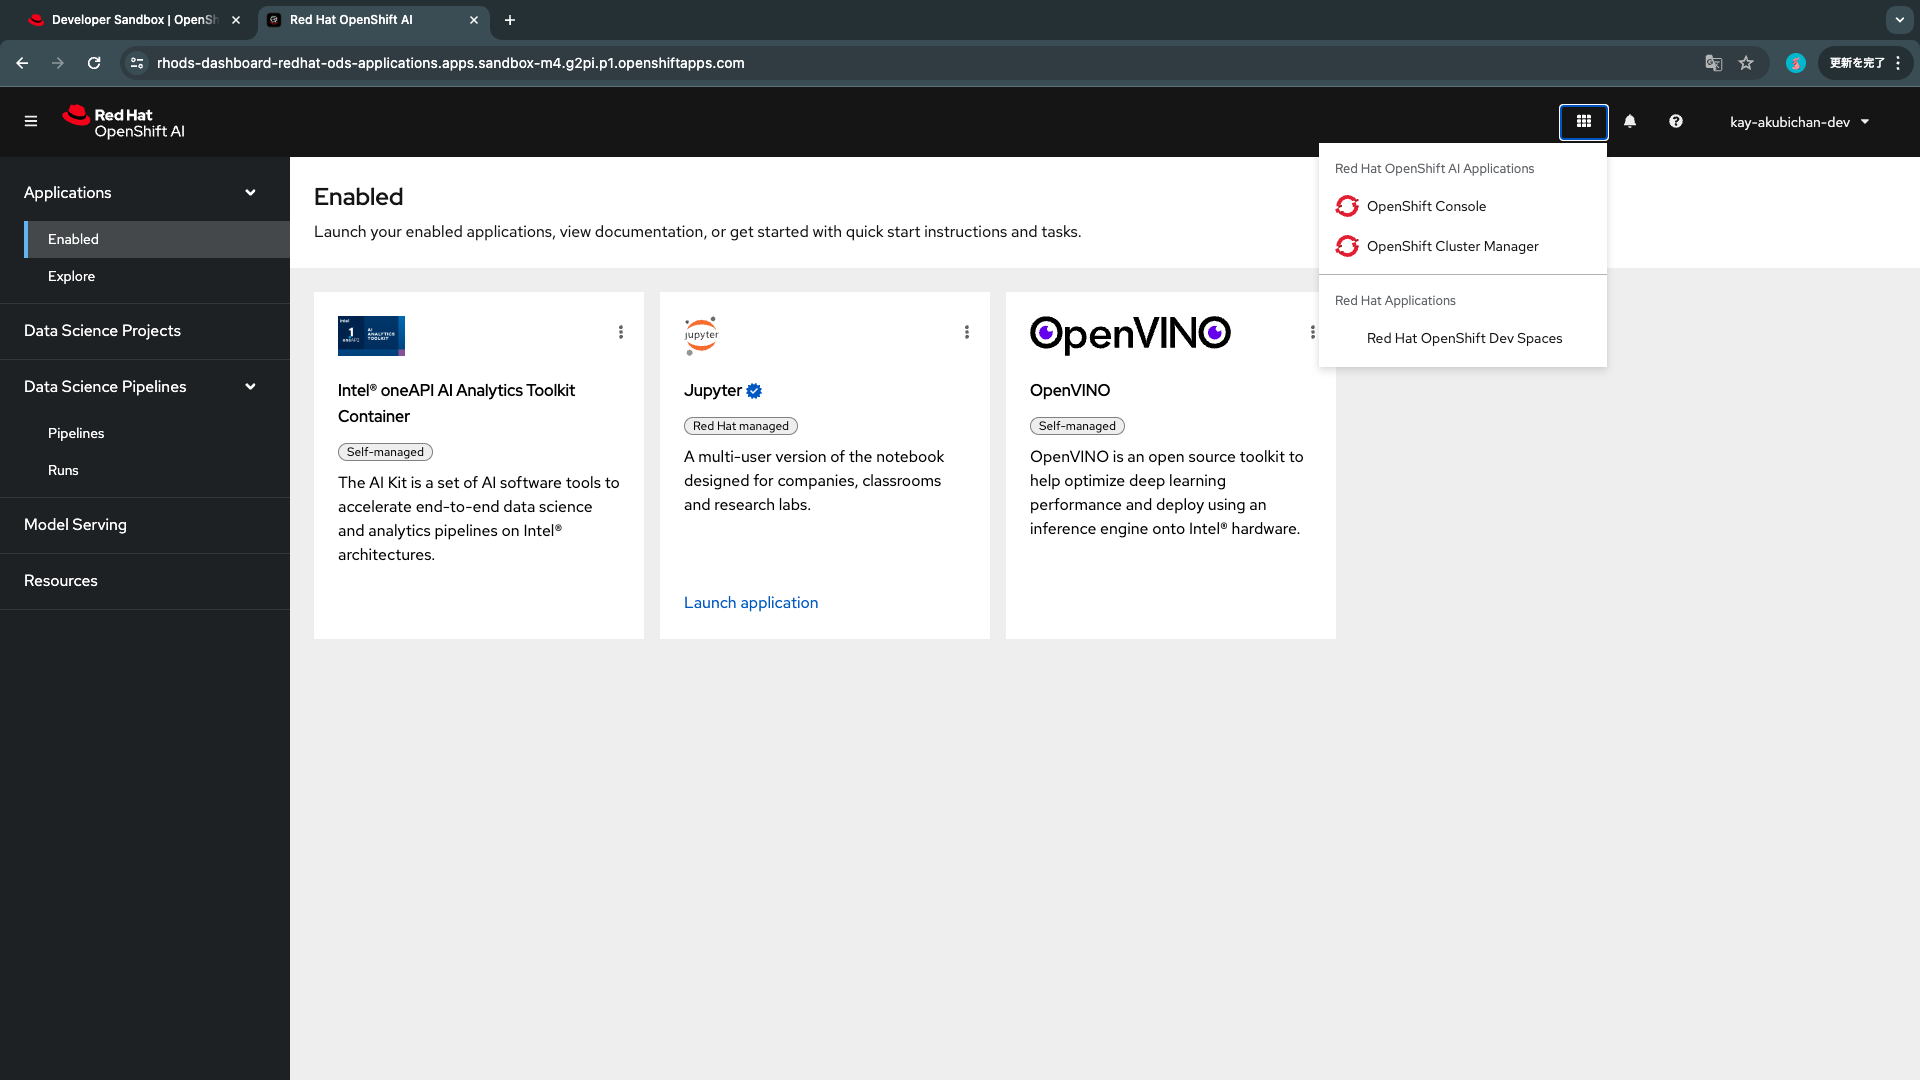 Developer Sandbox | OpenSh
Red Hat OpenShift AI
rhods-dashboard-redhat-ods-applications.apps.sandbox-m4.g2pi.p1.openshiftapps.com
更新を完了
Red Hat
OpenShift AI
kay-akubichan-dev
Red Hat OpenShift AI Applications
OpenShift Console
OpenShift Cluster Manager
Red Hat Applications
Red Hat OpenShift Dev Spaces
Applications
Enabled
Explore
Data Science Projects
Data Science Pipelines
Pipelines
Runs
Model Serving
Resources
Enabled
Launch your enabled applications, view documentation, or get started with quick start instructions and tasks.
intel
1
oneAPI
AI
ANALYTICS
TOOLKIT
Intel® oneAPI AI Analytics Toolkit
Container
Self-managed
The AI Kit is a set of AI software tools to
accelerate end-to-end data science
and analytics pipelines on Intel®
architectures.
jupyter
Jupyter
Red Hat managed
A multi-user version of the notebook
designed for companies, classrooms
and research labs.
Launch application
OpenVINO
OpenVINO
Self-managed
OpenVINO is an open source toolkit to
help optimize deep learning
performance and deploy using an
inference engine onto Intel® hardware.